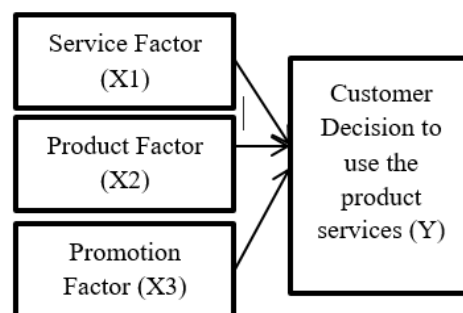 Service Factor
(X1)
Product Factor
(X2)
Promotion
Factor (X3)
Customer
Decision to
use the
product
services (Y)